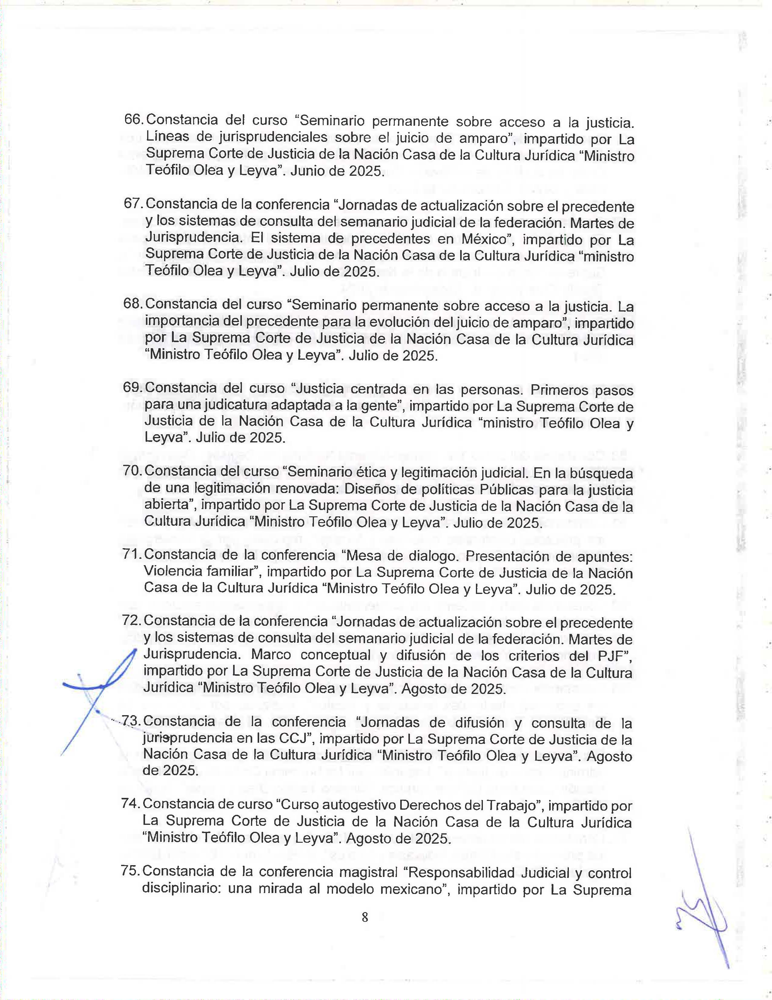 66. Constancia del curso “Seminario permanente sobre acceso a la justicia.
Líneas de jurisprudenciales sobre el juicio de amparo”, impartido por La
Suprema Corte de Justicia de la Nación Casa de la Cultura Jurídica “Ministro
Teófilo Olea y Leyva”. Junio de 2025.
67. Constancia de la conferencia “Jornadas de actualización sobre el precedente
y los sistemas de consulta del semanario judicial de la federación. Martes de
Jurisprudencia. El sistema de precedentes en México”, impartido por La
Suprema Corte de Justicia de la Nación Casa de la Cultura Jurídica “ministro
Teófilo Olea y Leyva”. Julio de 2025.
68. Constancia del curso “Seminario permanente sobre acceso a la justicia. La
importancia del precedente para la evolución del juicio de amparo”, impartido
por La Suprema Corte de Justicia de la Nación Casa de la Cultura Jurídica
“Ministro Teófilo Olea y Leyva”. Julio de 2025.
69. Constancia del curso “Justicia centrada en las personas. Primeros pasos
para una judicatura adaptada a la gente”, impartido por La Suprema Corte de
Justicia de la Nación Casa de la Cultura Jurídica “ministro Teófilo Olea y
Leyva”. Julio de 2025.
70. Constancia del curso “Seminario ética y legitimación judicial. En la búsqueda
de una legitimación renovada: Diseños de políticas Públicas para la justicia
abierta”, impartido por La Suprema Corte de Justicia de la Nación Casa de la
Cultura Jurídica “Ministro Teófilo Olea y Leyva”. Julio de 2025.
71. Constancia de la conferencia “Mesa de dialogo. Presentación de apuntes:
Violencia familiar”, impartido por La Suprema Corte de Justicia de la Nación
Casa de la Cultura Jurídica “Ministro Teófilo Olea y Leyva”. Julio de 2025.
72. Constancia de la conferencia “Jornadas de actualización sobre el precedente
y los sistemas de consulta del semanario judicial de la federación. Martes de
Jurisprudencia. Marco conceptual y difusión de los criterios del PJF”,
impartido por La Suprema Corte de Justicia de la Nación Casa de la Cultura
Jurídica “Ministro Teófilo Olea y Leyva”. Agosto de 2025.
73. Constancia de la conferencia “Jornadas de difusión y consulta de la
jurisprudencia en las CCJ”, impartido por La Suprema Corte de Justicia de la
Nación Casa de la Cultura Jurídica “Ministro Teófilo Olea y Leyva”. Agosto
de 2025.
74. Constancia de curso “Curso autogestivo Derechos del Trabajo”, impartido por
La Suprema Corte de Justicia de la Nación Casa de la Cultura Jurídica
“Ministro Teófilo Olea y Leyva”. Agosto de 2025.
75. Constancia de la conferencia magistral “Responsabilidad Judicial y control
disciplinario: una mirada al modelo mexicano”, impartido por La Suprema
8